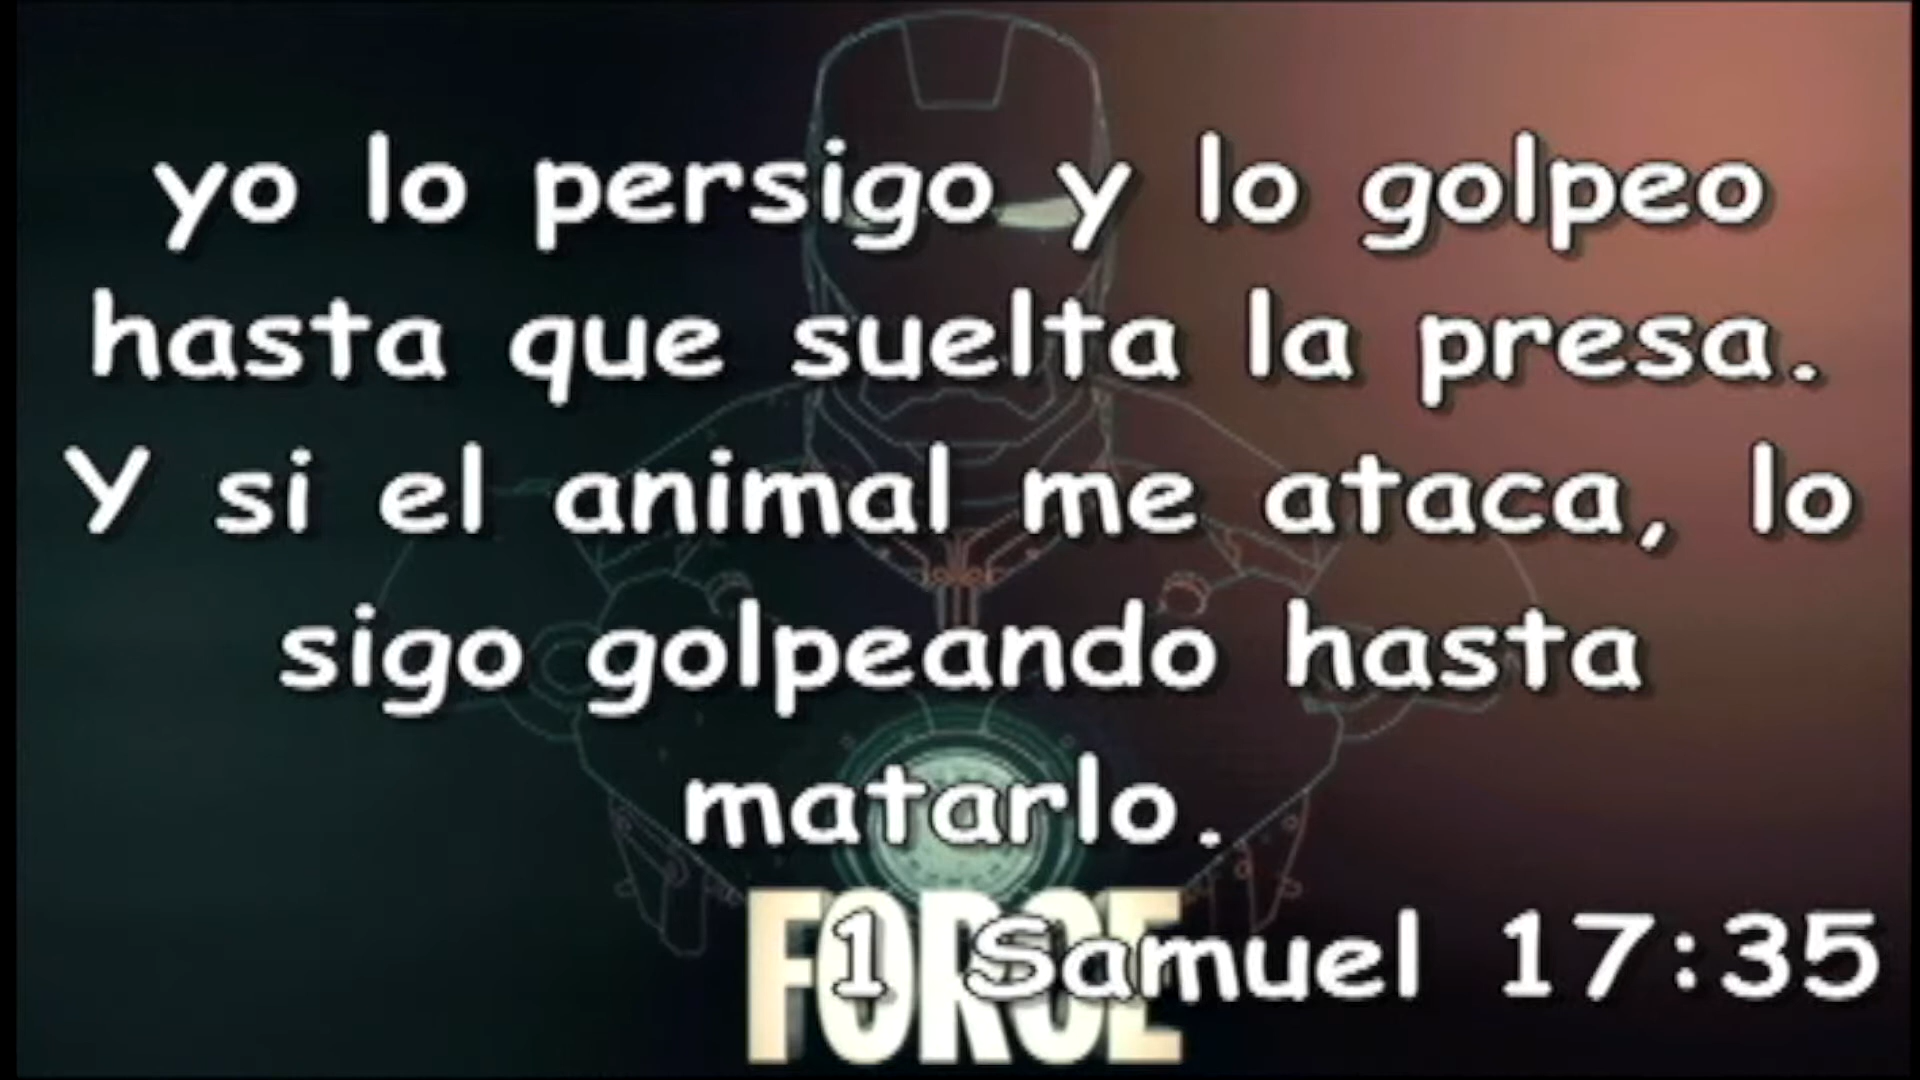 yo lo persigo y lo golpeo
hasta que suelta la presa.
Y si el animal me ataca, lo
sigo golpeando hasta
matarlo.
1 Samuel 17:35
FORCE